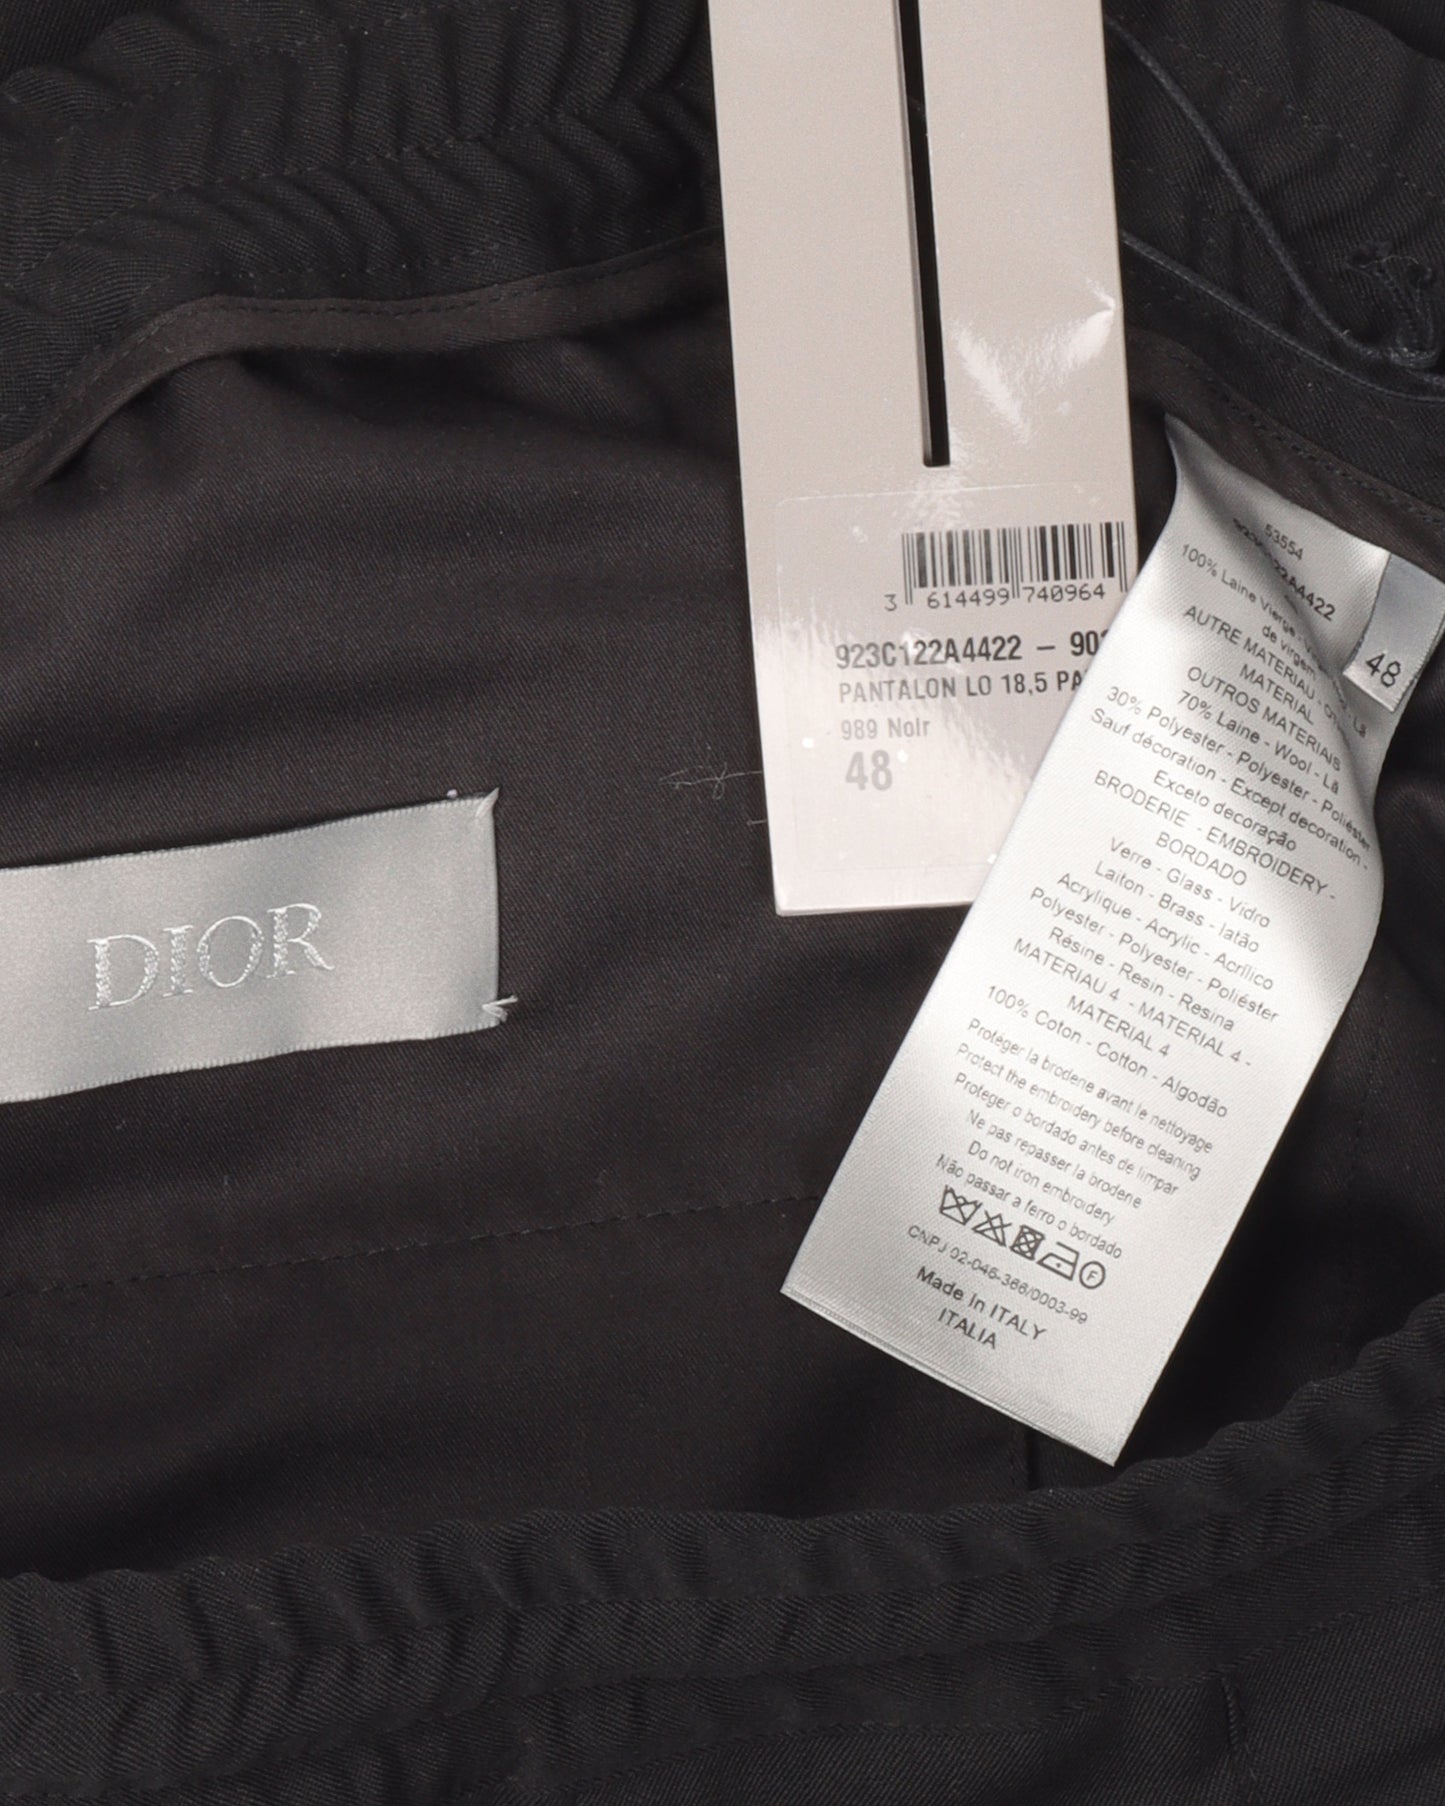 3 614499 740964
923C122A4422 – 90
PANTALON LO 18,5 PA
989 Noir
48
DIOR
53554
100% Laine Vierge -
de
AUTRE MATERIAU -
MATERIAL
OUTROS MATERIAIS
70% Laine - Wool - Lã
30% Polyester - Polyester - Poliéster
Sauf décoration - Except decoration -
Exceto decoração
BRODERIE - EMBROIDERY -
BORDADO
Verre - Glass - Vidro
Laiton - Brass - latão
Acrylique - Acrylic - Acrílico
Polyester - Polyester - Poliéster
Résine - Resin - Resina
MATERIAU 4 - MATERIAL 4 -
MATERIAL 4
100% Coton - Cotton - Algodão
Protéger la broderie avant le nettoyage
Protect the embroidery before cleaning
Proteger o bordado antes de limpar
Ne pas repasser la broderie
Do not iron embroidery
Não passar a ferro o bordado
F
CNPJ 02-046-366/0003-99
Made In ITALY
ITALIA
48